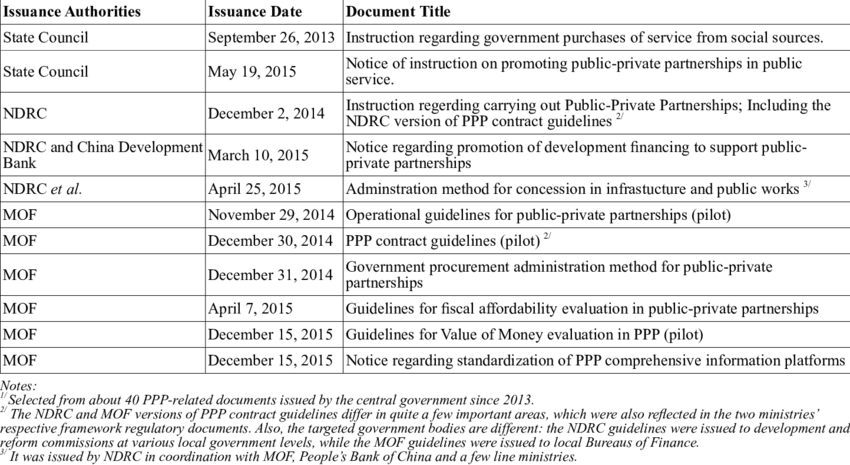 Issuance Authorities Issuance Date Document Title
State Council September 26, 2013 Instruction regarding government purchases of service from social sources.
State Council May 19, 2015 Notice of instruction on promoting public-private partnerships in public
service.
NDRC December 2, 2014 Instruction regerding carrying out Public-Private Partnerships; Including the
NDRC version of PPP contract guidelines 2/
NDRC and China Development
Bank March 10, 2015 Notice regarding promotion of development financing to support public-
private partnerships
NDRC et al. April 25, 2015 Adminstration method for concession in infrastucture and public works 3/
MOF November 29, 2014 Operational guidelines for public-private partnerships (pilot)
MOF December 30, 2014 PPP contract guidelines (pilot) 2/
MOF December 31, 2014 Government procurement administration method for public-private
partnerships
MOF April 7, 2015 Guidelines for fiscal affordability evaluation in public-private partnerships
MOF December 15, 2015 Guidelines for Value of Money evaluation in PPP (pilot)
MOF December 15, 2015 Notice regarding standardization of PPP comprehensive information platforms
Notes:
1/ Selected from about 40 PPP-related documents issued by the central government since 2013.
2/ The NDRC and MOF versions of PPP contract guidelines differ in quite a few important areas, which were also reflected in the two ministries’
respective framework regulatory documents. Also, the targeted government bodies are different: the NDRC guidelines were issued to development and
reform commissions at various local government levels, while the MOF guidelines were issued to local Bureaus of Finance.
3/ It was issued by NDRC in coordination with MOF, People’s Bank of China and a few line ministries.